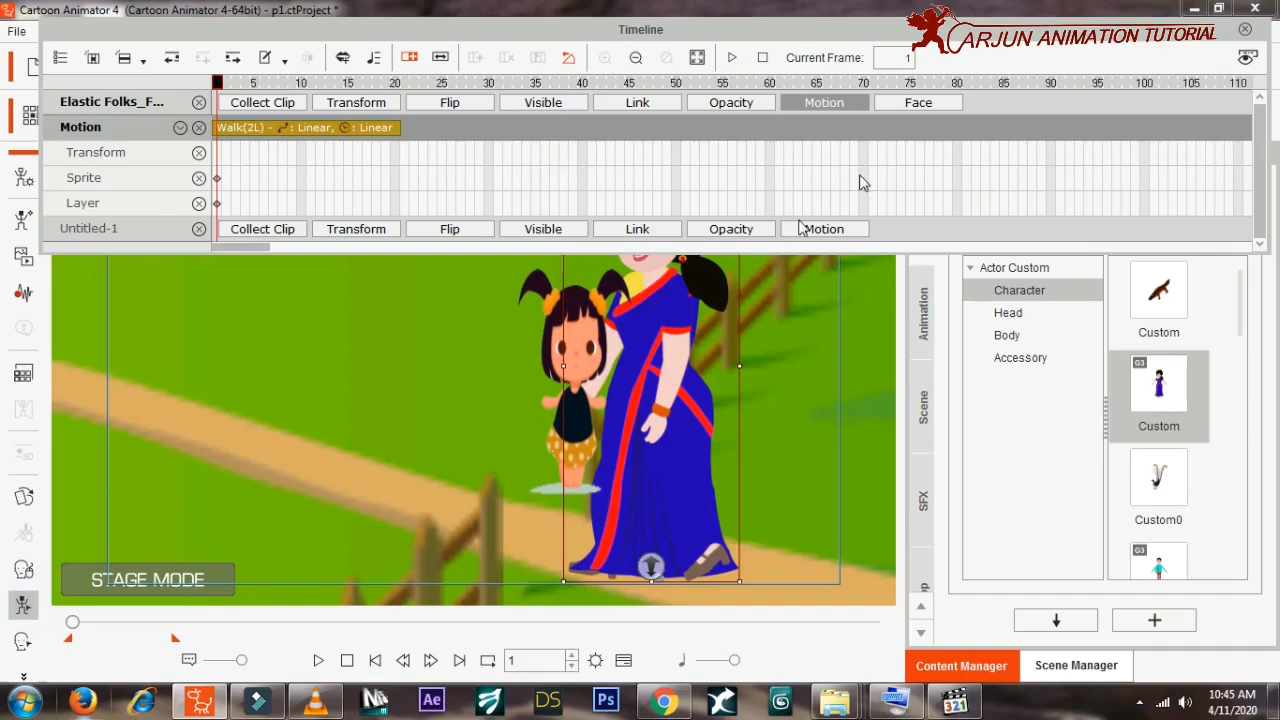 Cartoon Animator 4 (Cartoon Animator 4-64bit) - p1.ctProject *
File
Timeline
ARJUN ANIMATION TUTORIAL
Current Frame: 1
5 10 15 20 25 30 35 40 45 50 55 60 65 70 75 80 85 90 95 100 105 110
Elastic Folks_F... Collect Clip Transform Flip Visible Link Opacity Motion Face
Motion Walk(2L) - : Linear, : Linear
Transform
Sprite
Layer
Untitled-1 Collect Clip Transform Flip Visible Link Opacity Motion
Actor Custom
Character
Head
Body
Accessory
Animation
Scene
SFX
Custom
G3
Custom
Custom0
G3
STAGE MODE
1
Content Manager
Scene Manager
Ae
DS
Ps
321
10:45 AM
4/11/2020